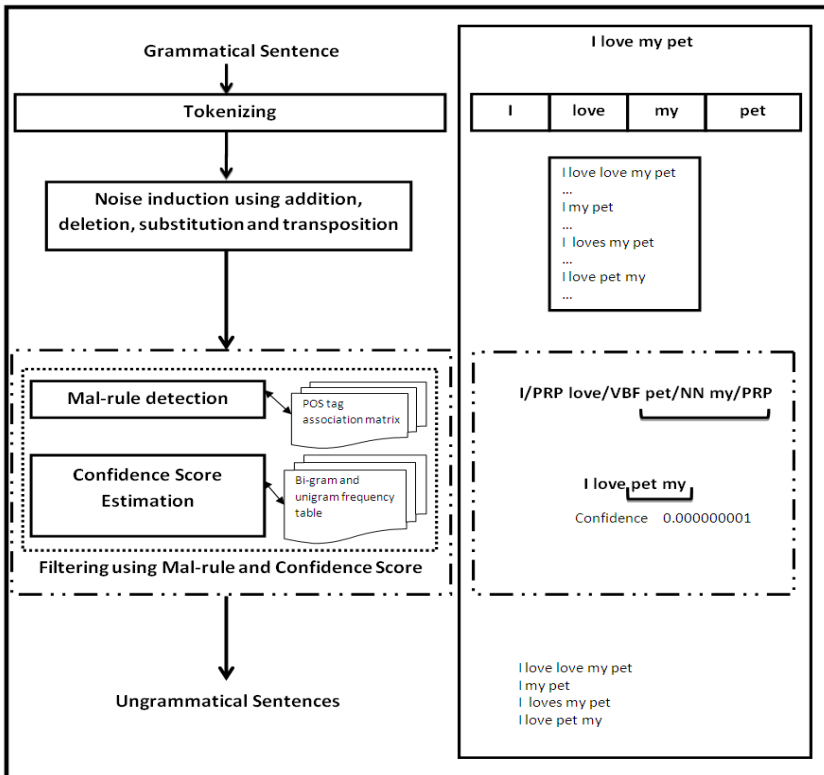 Grammatical Sentence
Tokenizing
Noise induction using addition,
deletion, substitution and transposition
Mal-rule detection
POS tag
association matrix
Confidence Score
Estimation
Bi-gram and
unigram frequency
table
Filtering using Mal-rule and Confidence Score
Ungrammatical Sentences
I love my pet
I love my pet
I love love my pet
...
I my pet
...
I loves my pet
...
I love pet my
...
I/PRP love/VBF pet/NN my/PRP
I love pet my
Confidence 0.000000001
I love love my pet
I my pet
I loves my pet
I love pet my